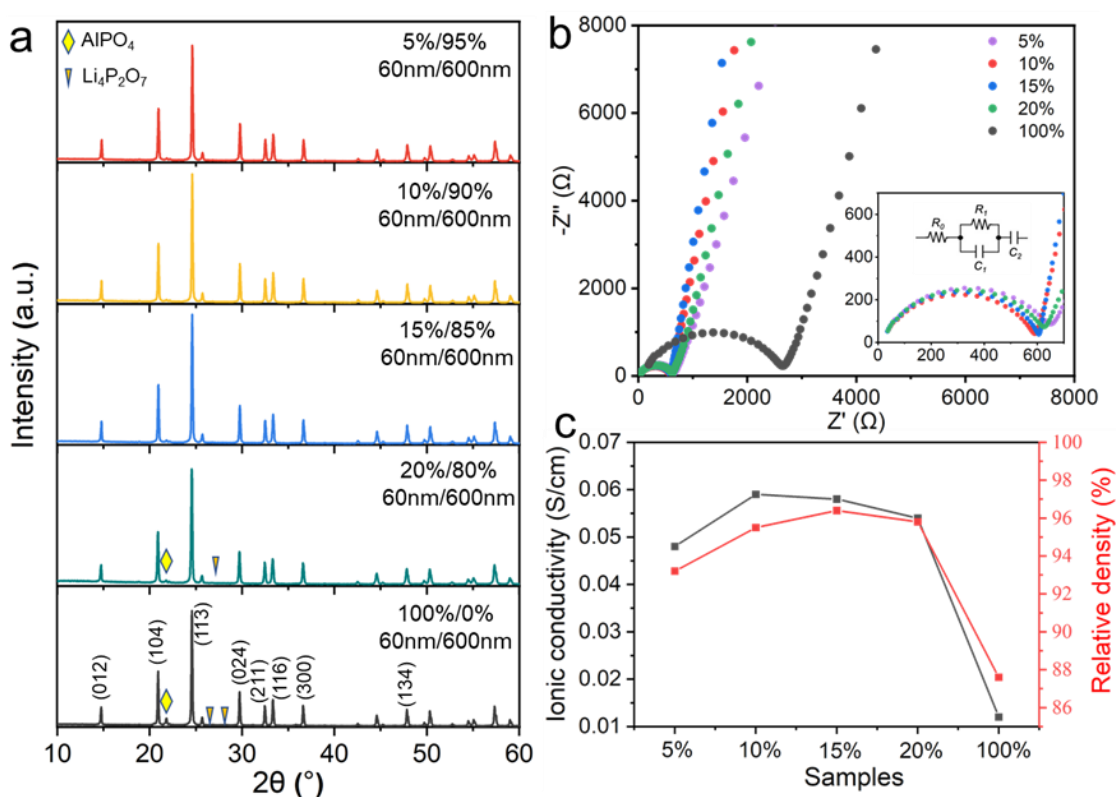 a
AlPO₄
Li₄P₂O₇
5%/95%
60nm/600nm
10%/90%
60nm/600nm
15%/85%
60nm/600nm
20%/80%
60nm/600nm
100%/0%
60nm/600nm
(012)
(104)
(113)
(024)
(211)
(116)
(300)
(134)
Intensity (a.u.)
10 20 30 40 50 60
2θ (°)
b
8000
6000
4000
2000
0
-Z'' (Ω)
5%
10%
15%
20%
100%
600
400
200
0
0 200 400 600
R₀
R₁
C₁
C₂
0 2000 4000 6000 8000
Z' (Ω)
c
0.07
0.06
0.05
0.04
0.03
0.02
0.01
Ionic conductivity (S/cm)
100
98
96
94
92
90
88
86
Relative density (%)
5% 10% 15% 20% 100%
Samples